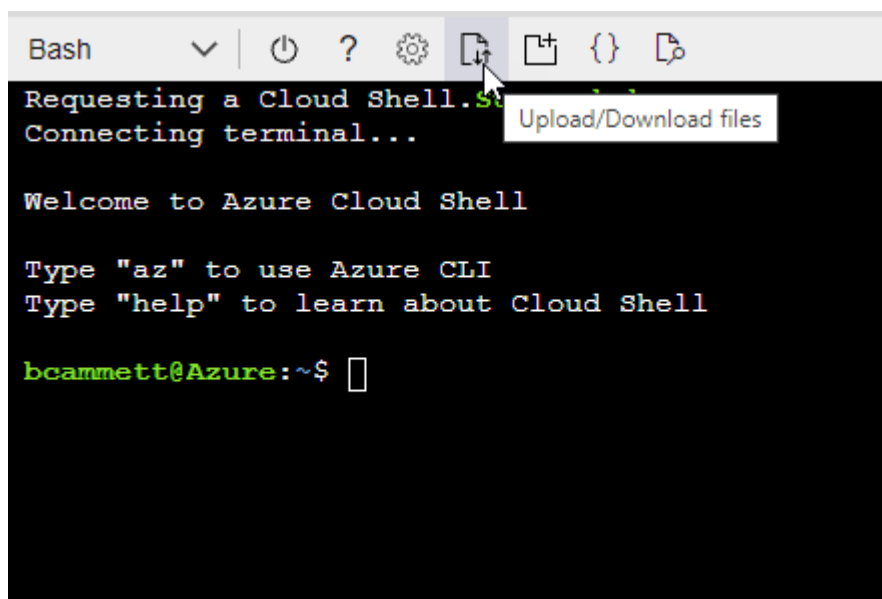 Bash
?
{}
Requesting a Cloud Shell.
Upload/Download files
Connecting terminal...
Welcome to Azure Cloud Shell
Type "az" to use Azure CLI
Type "help" to learn about Cloud Shell
bcammett@Azure:~$